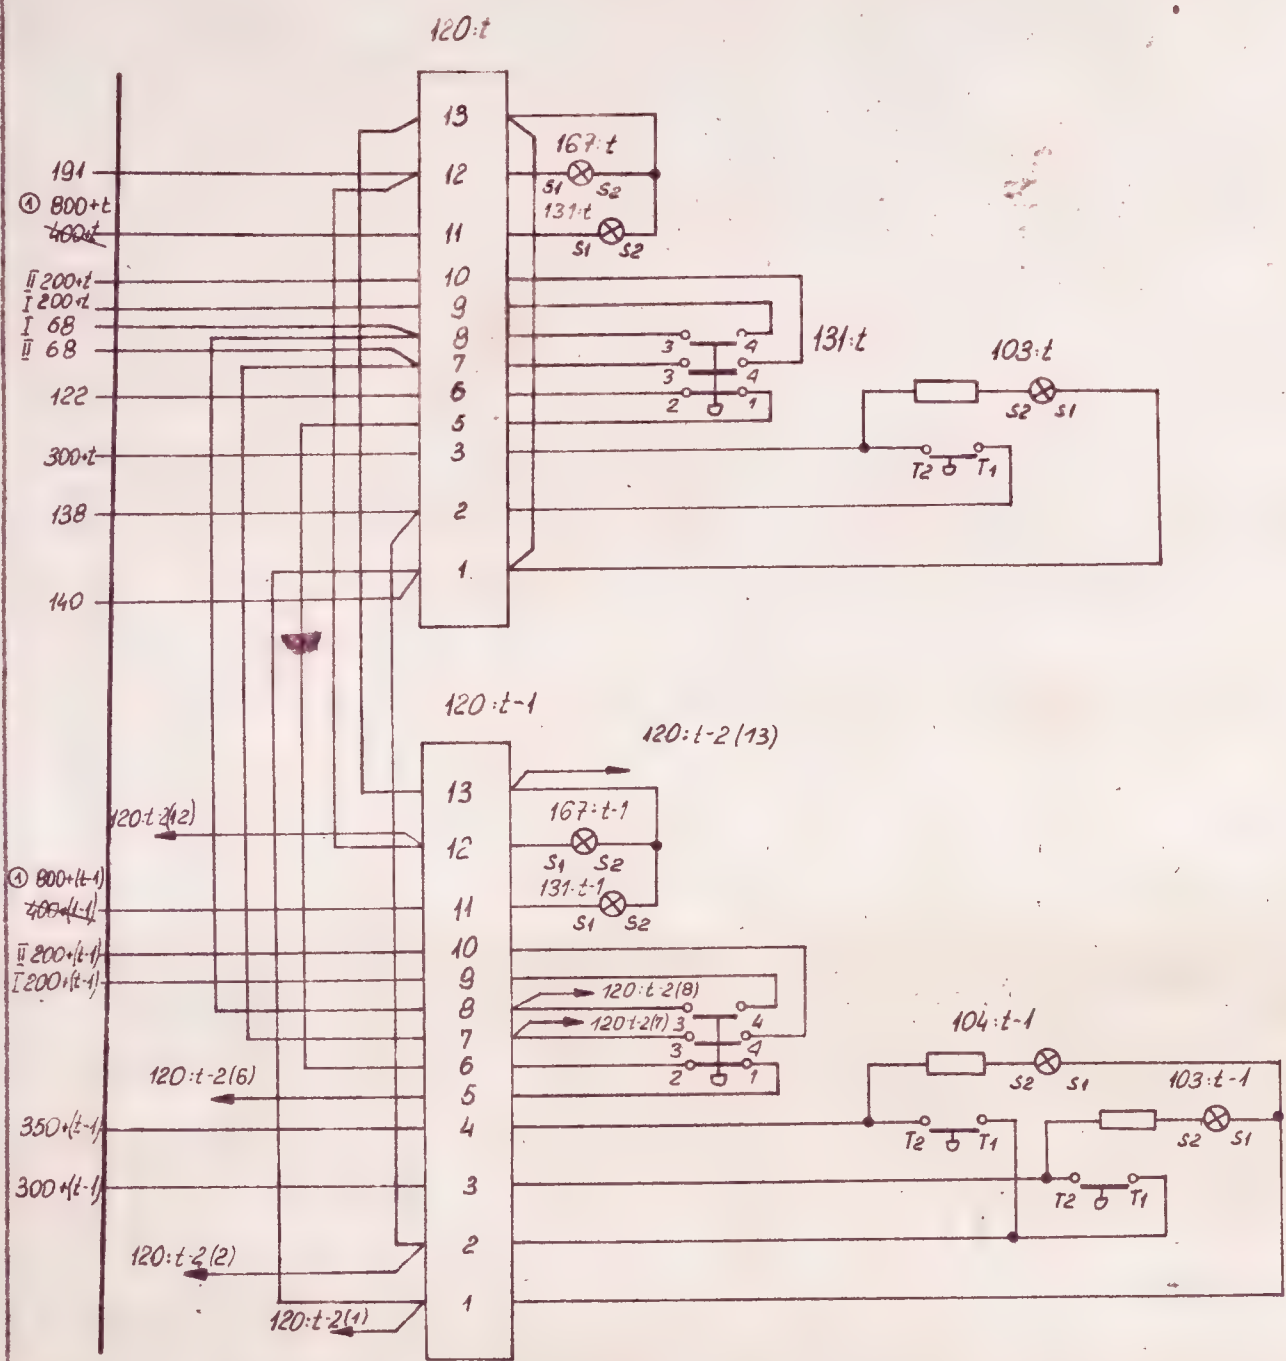 120:t
13
167:t
191
12
S1 S2
① 800+t
131:t
400+t
11
S1 S2
II 200+t
10
I 200+t
9
I 68
8
3 4
131:t
II 68
7
3 4
103:t
122
6
2 1
S2 S1
5
300+t
3
T2 T1
138
2
1
140
120:t-1
120:t-2(13)
13
120:t-2(12)
167:t-1
12
S1 S2
① 800+(t-1)
131:t-1
400+(t-1)
11
S1 S2
II 200+(t-1)
10
I 200+(t-1)
9
120:t-2(8)
8
3 4
120:t-2(7)
7
3 4
104:t-1
120:t-2(6)
6
2 1
S2 S1
103:t-1
5
350+(t-1)
4
T2 T1
S2 S1
300+(t-1)
3
T2 T1
120:t-2(2)
2
120:t-2(1)
1